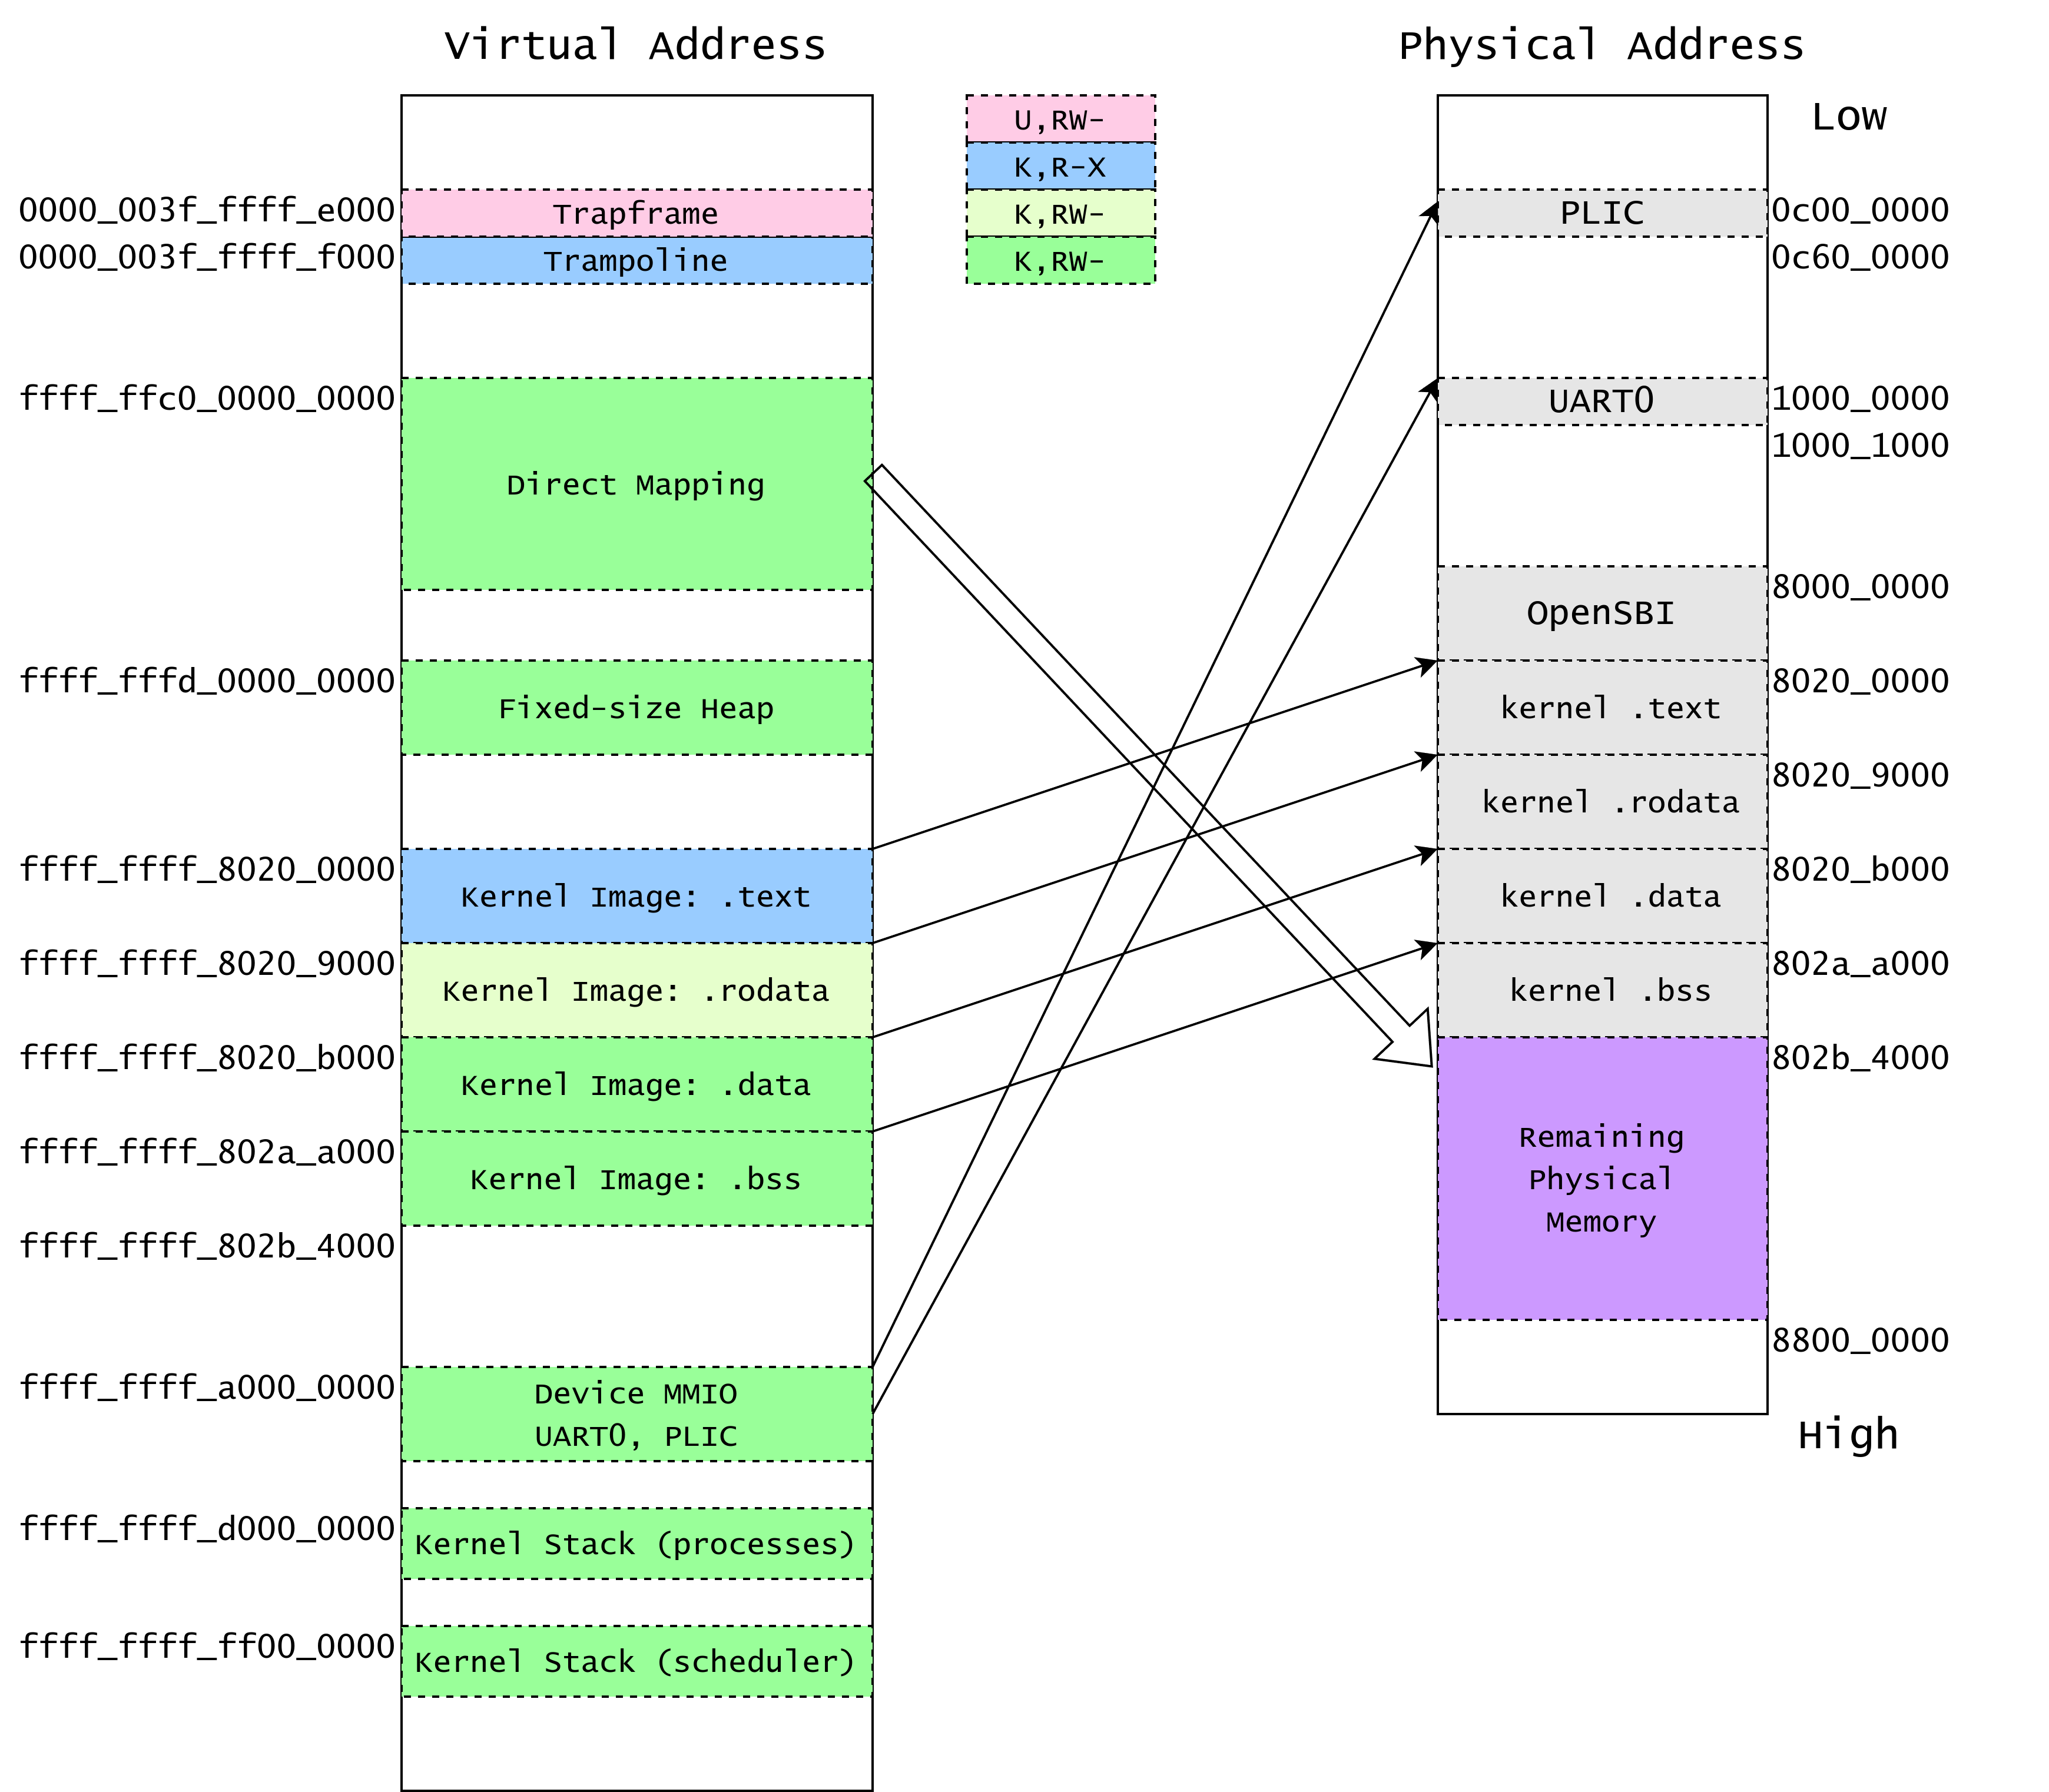 Virtual Address
Physical Address
Low
U,RW-
K,R-X
K,RW-
K,RW-
0000_003f_ffff_e000
Trapframe
0000_003f_ffff_f000
Trampoline
ffff_ffc0_0000_0000
Direct Mapping
ffff_fffd_0000_0000
Fixed-size Heap
ffff_ffff_8020_0000
Kernel Image: .text
ffff_ffff_8020_9000
Kernel Image: .rodata
ffff_ffff_8020_b000
Kernel Image: .data
ffff_ffff_802a_a000
Kernel Image: .bss
ffff_ffff_802b_4000
ffff_ffff_a000_0000
Device MMIO
UART0, PLIC
ffff_ffff_d000_0000
Kernel Stack (processes)
ffff_ffff_ff00_0000
Kernel Stack (scheduler)
PLIC
0c00_0000
0c60_0000
UART0
1000_0000
1000_1000
OpenSBI
8000_0000
kernel .text
8020_0000
kernel .rodata
8020_9000
kernel .data
8020_b000
kernel .bss
802a_a000
Remaining
Physical
Memory
802b_4000
8800_0000
High